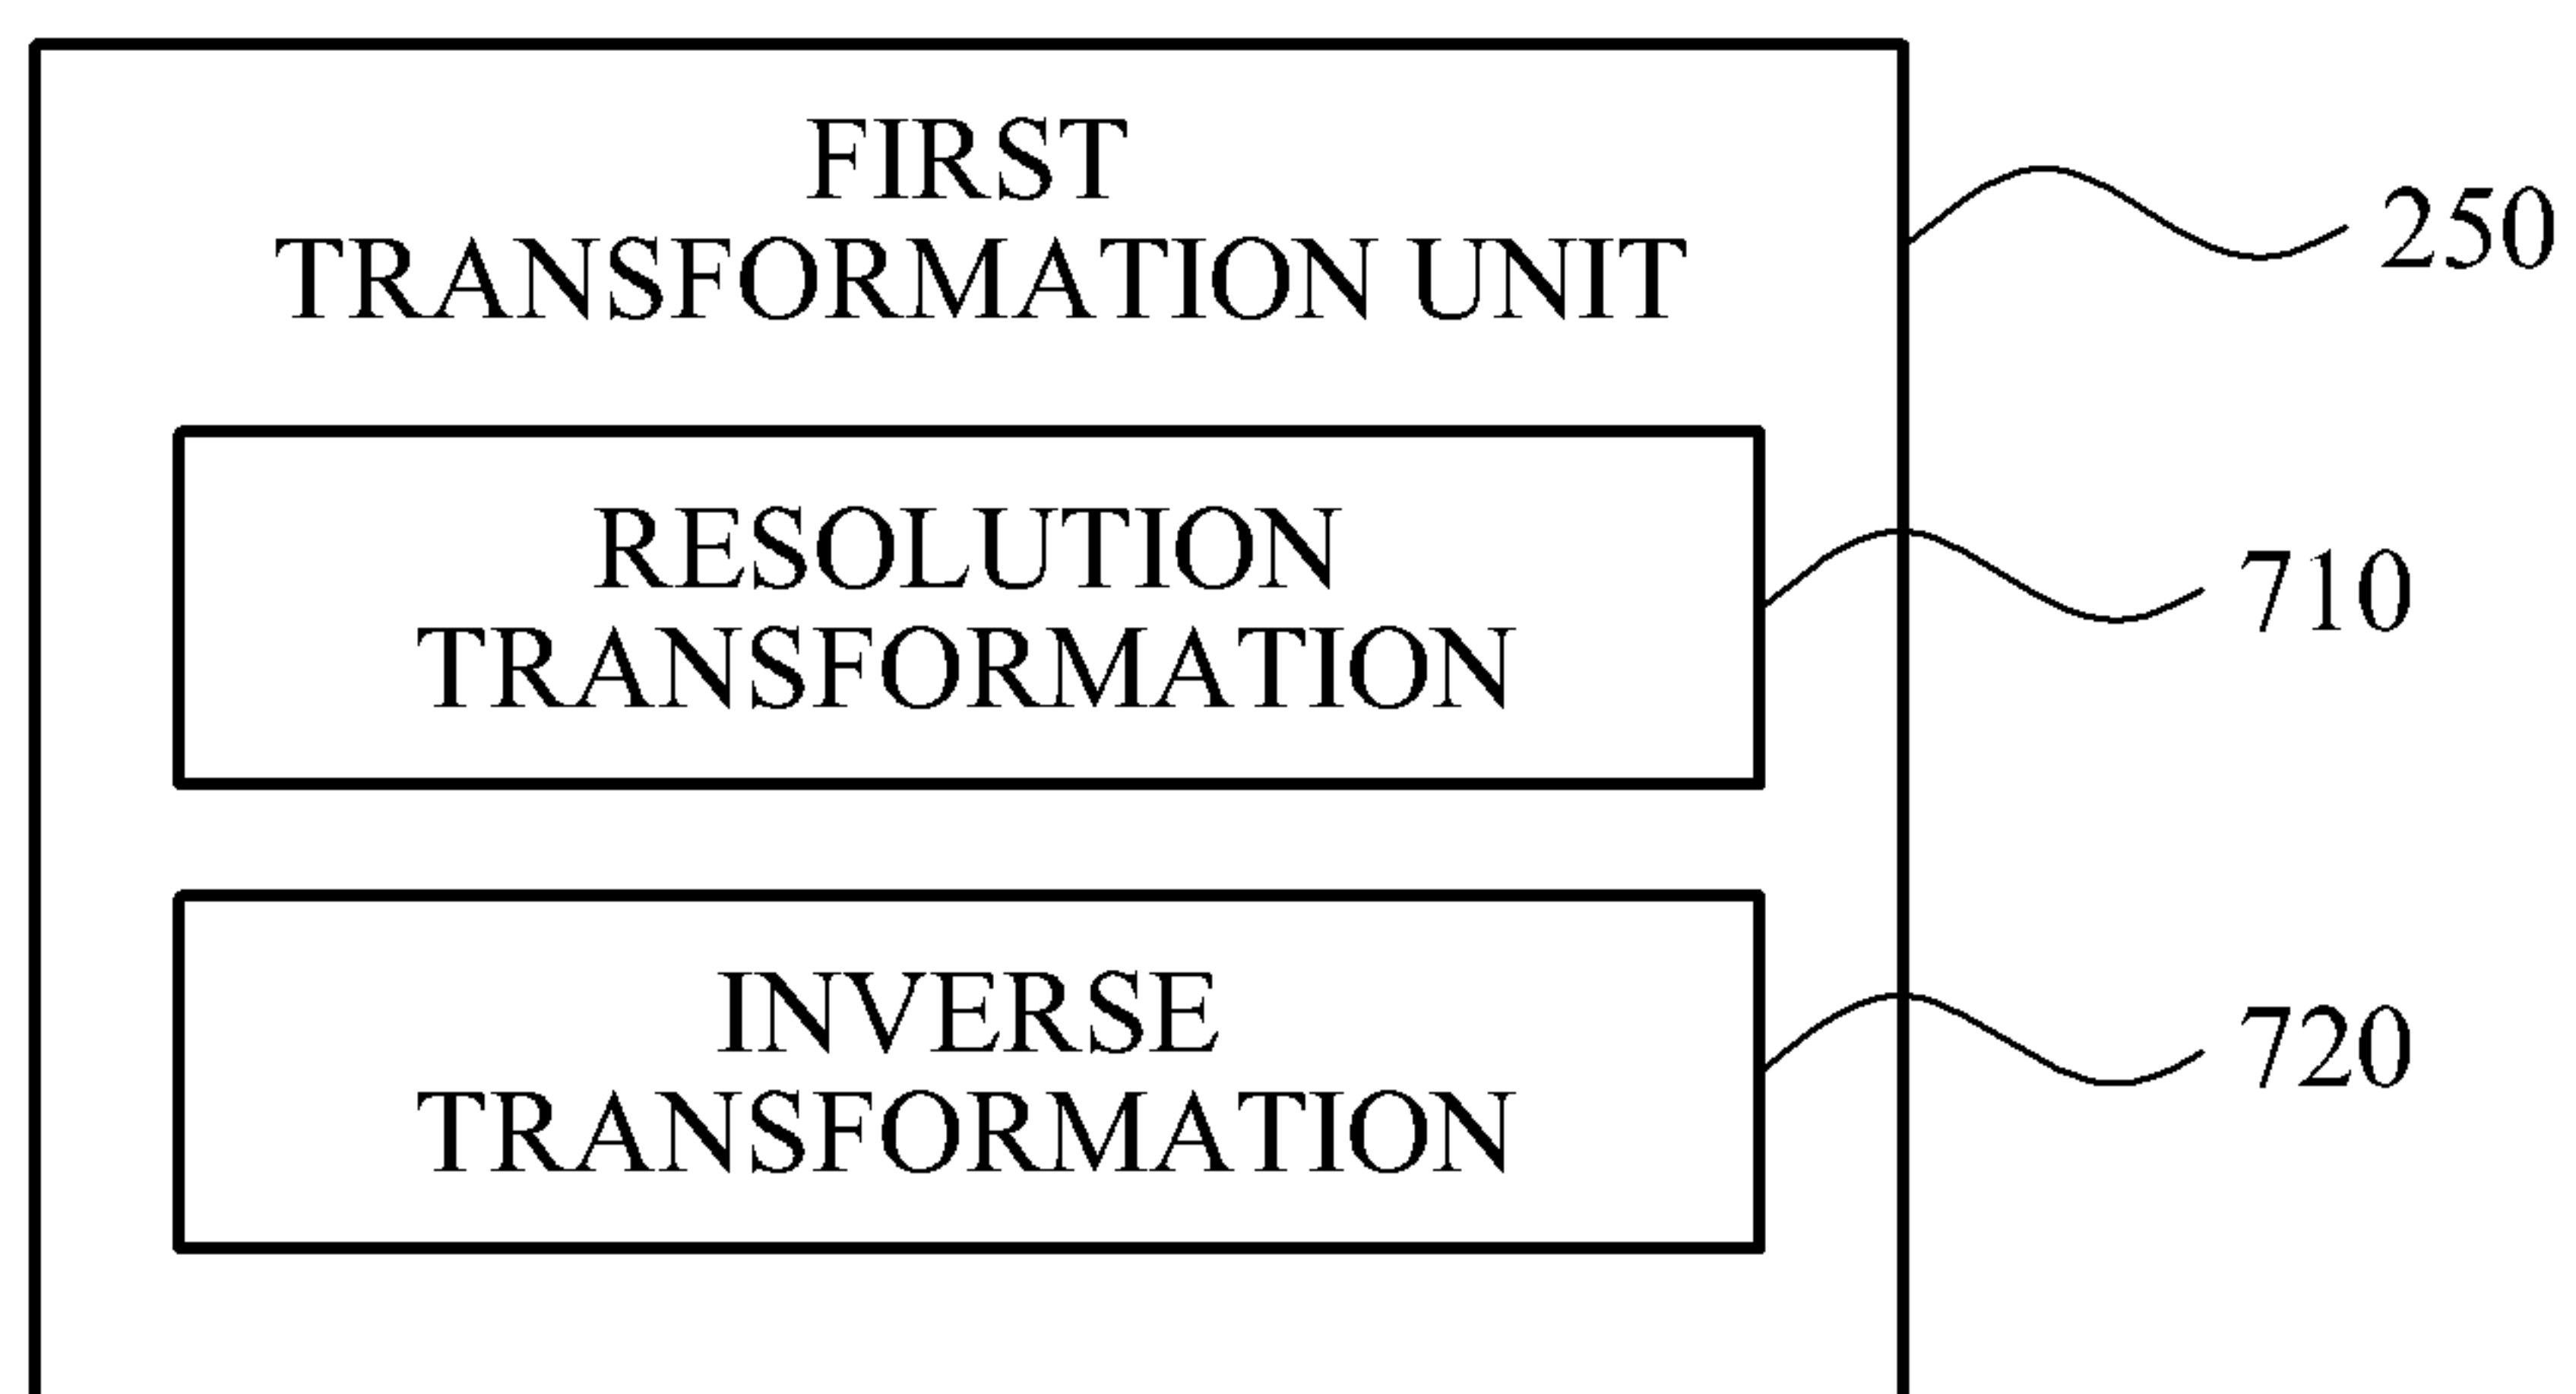 FIRST
TRANSFORMATION UNIT
250
RESOLUTION
TRANSFORMATION
710
INVERSE
TRANSFORMATION
720